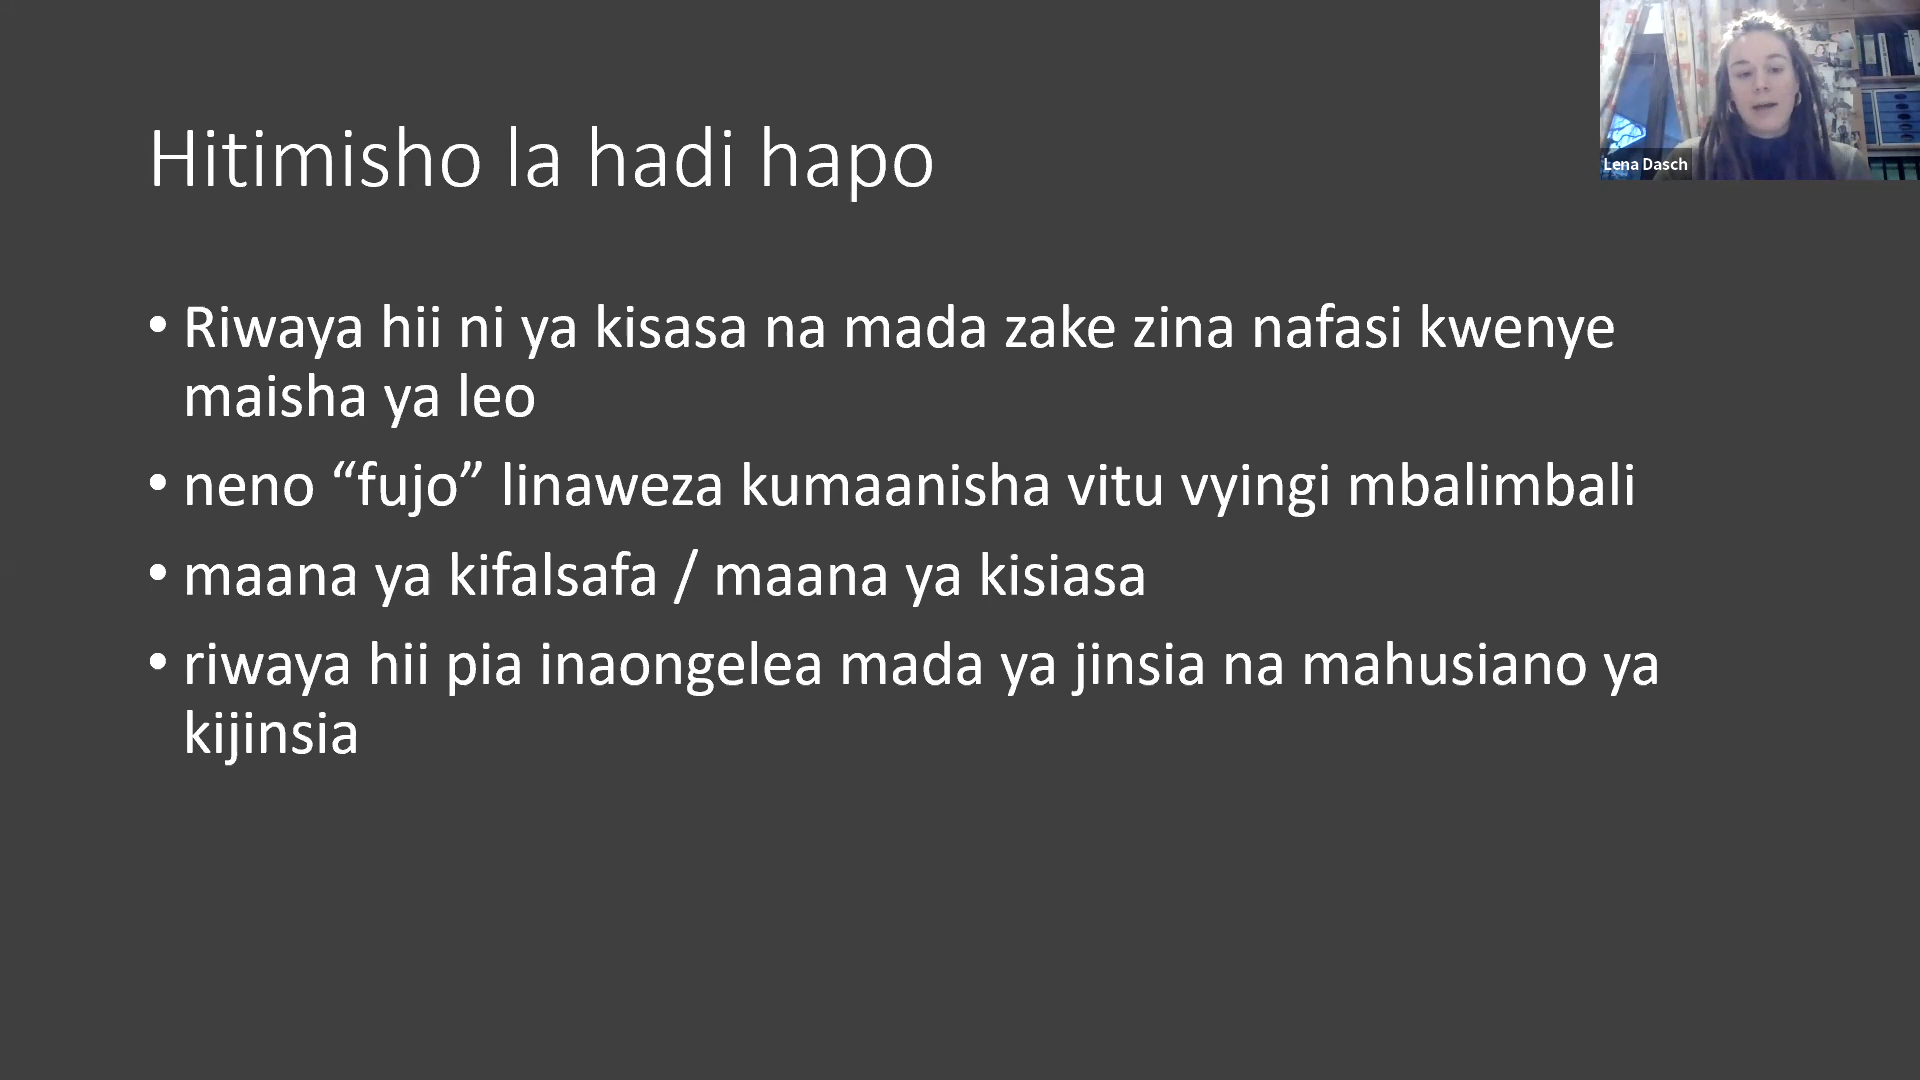 Hitimisho la hadi hapo
• Riwaya hii ni ya kisasa na mada zake zina nafasi kwenye
maisha ya leo
• neno “fujo” linaweza kumaanisha vitu vyingi mbalimbali
• maana ya kifalsafa / maana ya kisiasa
• riwaya hii pia inaongelea mada ya jinsia na mahusiano ya
kijinsia
Lena Dasch